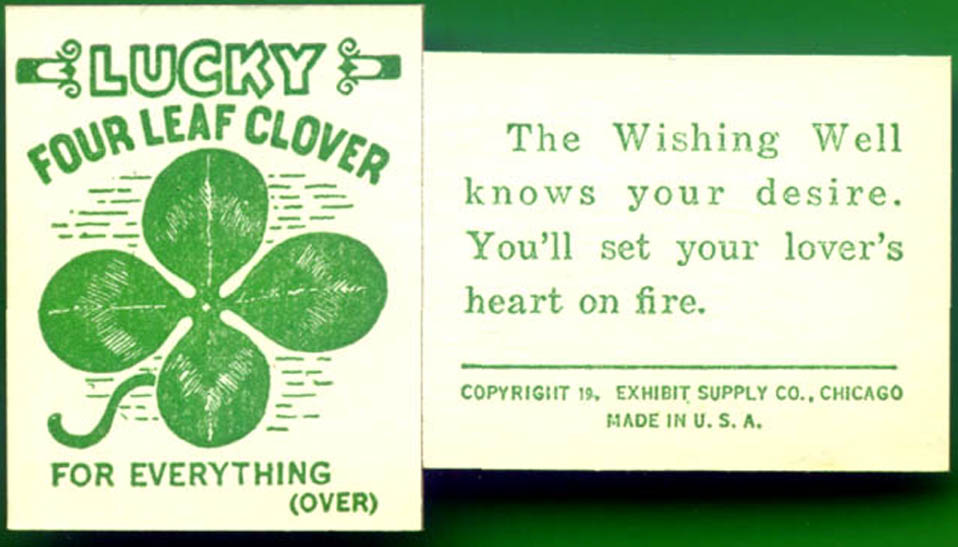 LUCKY
FOUR LEAF CLOVER
FOR EVERYTHING
(OVER)
The Wishing Well
knows your desire.
You'll set your lover's
heart on fire.
COPYRIGHT 19. EXHIBIT SUPPLY CO., CHICAGO
MADE IN U. S. A.